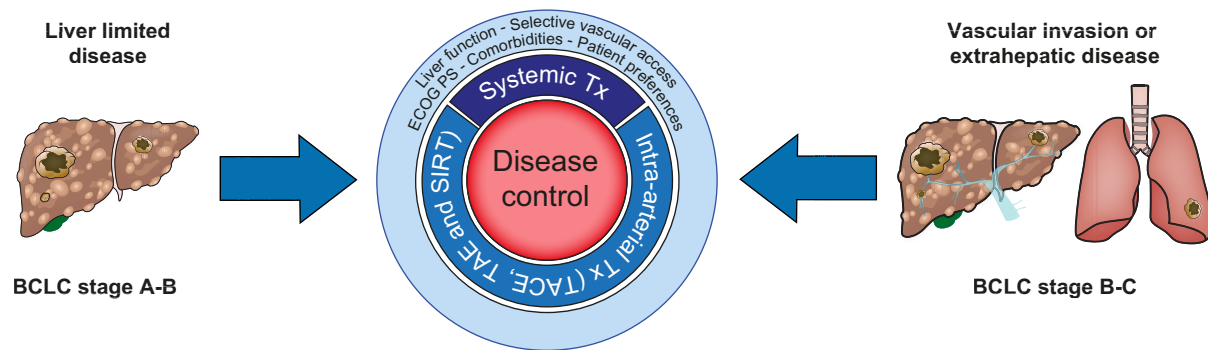 Liver limited
disease
BCLC stage A-B
Liver function - Selective vascular access
ECOG PS - Comorbidities - Patient preferences
Systemic Tx
Intra-arterial Tx (TACE, TAE and SIRT)
Disease
control
Vascular invasion or
extrahepatic disease
BCLC stage B-C